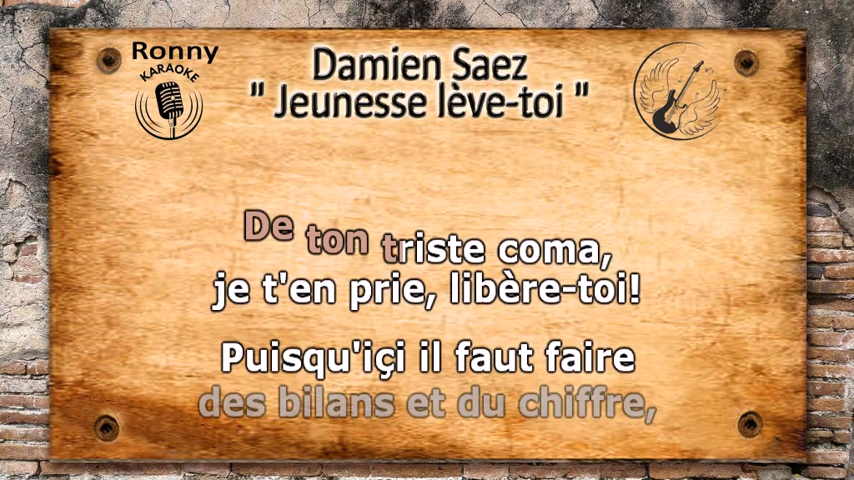 Ronny
KARAOKE
Damien Saez
" Jeunesse lève-toi "
De ton triste coma,
je t'en prie, libère-toi!
Puisqu'içi il faut faire
des bilans et du chiffre,